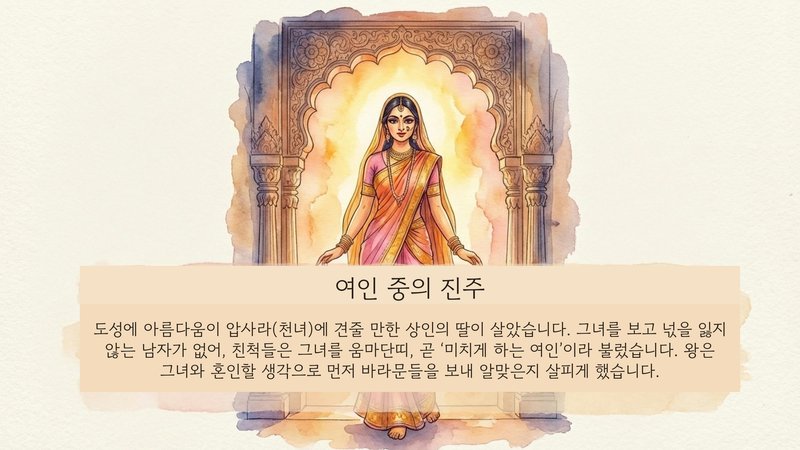 여인 중의 진주
도성에 아름다움이 압사라(천녀)에 견줄 만한 상인의 딸이 살았습니다. 그녀를 보고 넋을 잃지
않는 남자가 없어, 친척들은 그녀를 움마단띠, 곧 ‘미치게 하는 여인’이라 불렀습니다. 왕은
그녀와 혼인할 생각으로 먼저 바라문들을 보내 알맞은지 살피게 했습니다.